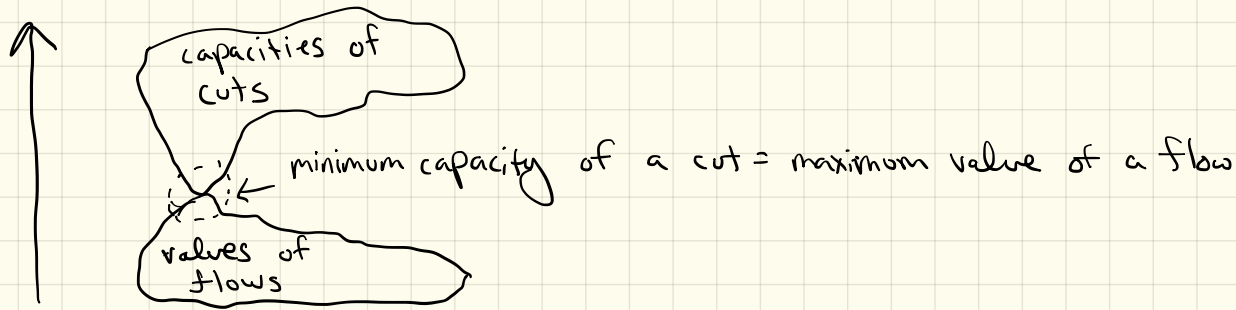 capacities of
cuts
minimum capacity of a cut = maximum value of a flow
values of
flows